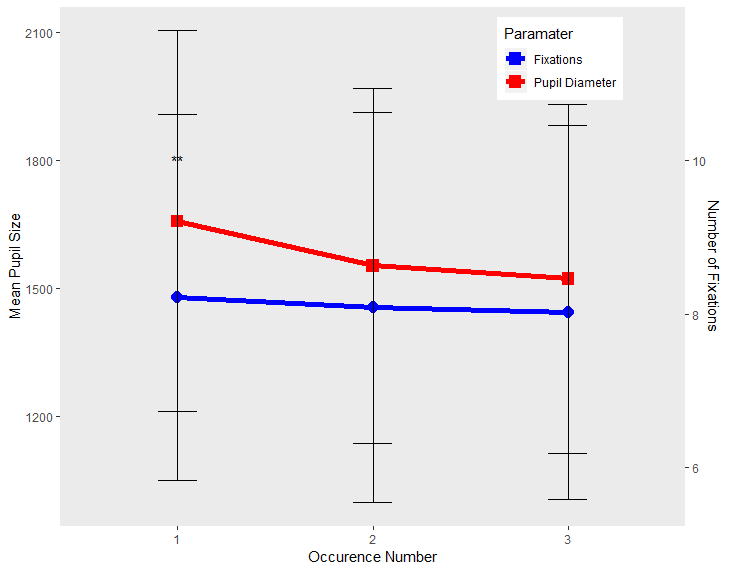 Paramater
Fixations
Pupil Diameter
2100
1800
1500
1200
Mean Pupil Size
**
10
8
6
Number of Fixations
1 2 3
Occurence Number